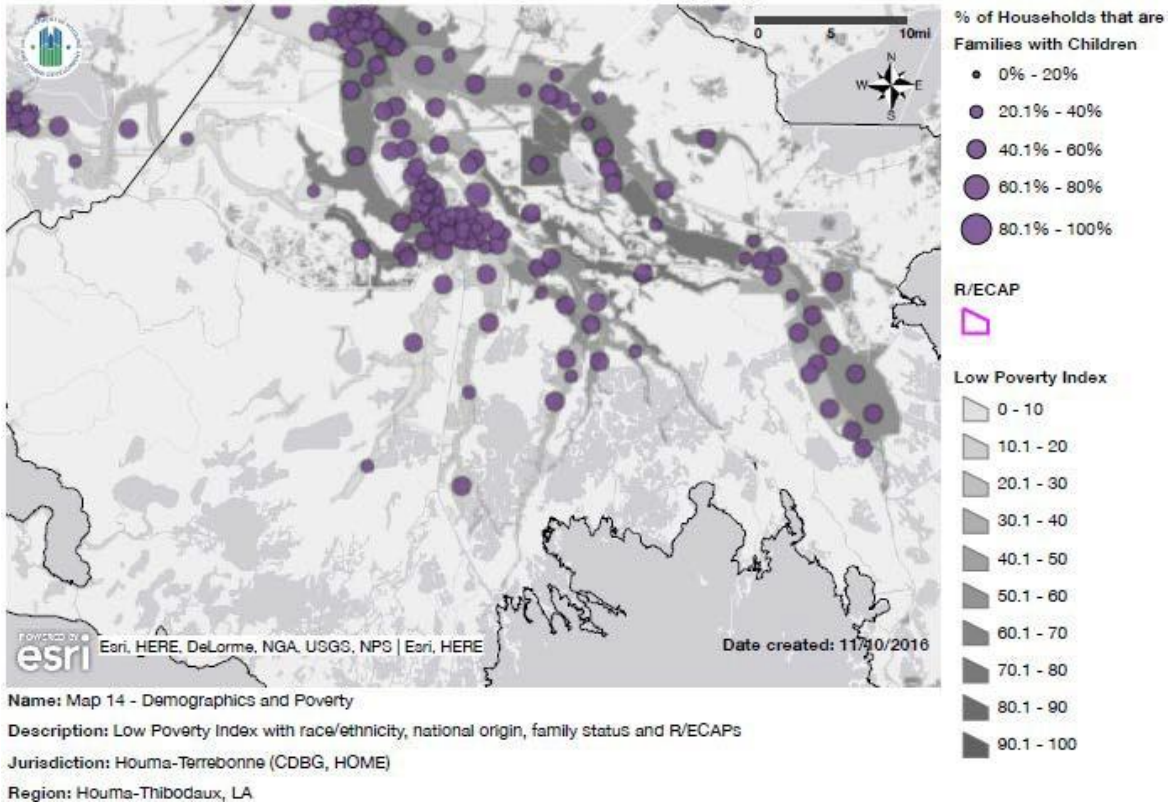 % of Households that are
Families with Children
0% - 20%
20.1% - 40%
40.1% - 60%
60.1% - 80%
80.1% - 100%
R/ECAP
Low Poverty Index
0 - 10
10.1 - 20
20.1 - 30
30.1 - 40
40.1 - 50
50.1 - 60
60.1 - 70
70.1 - 80
80.1 - 90
90.1 - 100
0 5 10mi
N
W E
S
POWERED BY
esri
Esri, HERE, DeLorme, NGA, USGS, NPS | Esri, HERE
Date created: 11/10/2016
Name: Map 14 - Demographics and Poverty
Description: Low Poverty Index with race/ethnicity, national origin, family status and R/ECAPs
Jurisdiction: Houma-Terrebonne (CDBG, HOME)
Region: Houma-Thibodaux, LA